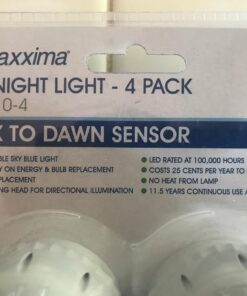 axxima®
NIGHT LIGHT - 4 PACK
0-4
K TO DAWN SENSOR
BLE SKY BLUE LIGHT
Y ON ENERGY & BULB REPLACEMENT
PLACEMENT
NG HEAD FOR DIRECTIONAL ILLUMINATION
• LED RATED AT 100,000 HOURS
• COSTS 25 CENTS PER YEAR TO
• NO HEAT FROM LAMP
• 11.5 YEARS CONTINUOUS USE A